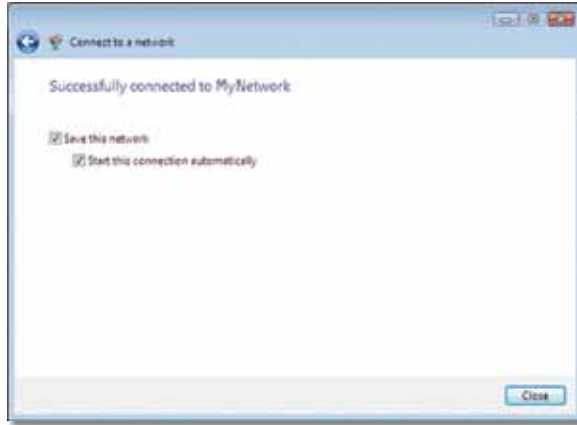 Connect to a network
Successfully connected to MyNetwork
Save this network
Start this connection automatically
Close